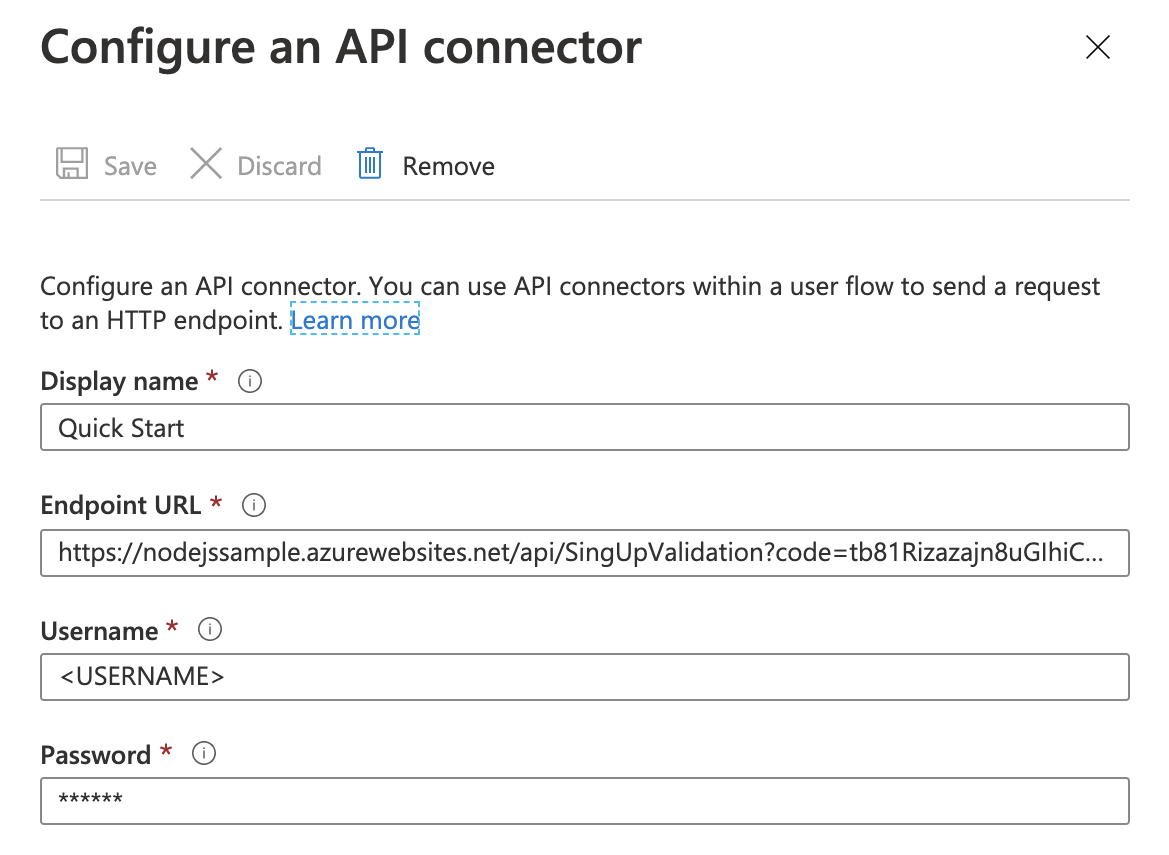 Configure an API connector
Save Discard Remove
Configure an API connector. You can use API connectors within a user flow to send a request
to an HTTP endpoint. Learn more
Display name *
Quick Start
Endpoint URL *
https://nodejssample.azurewebsites.net/api/SingUpValidation?code=tb81Rizazajn8uGIhiC...
Username *
<USERNAME>
Password *
******